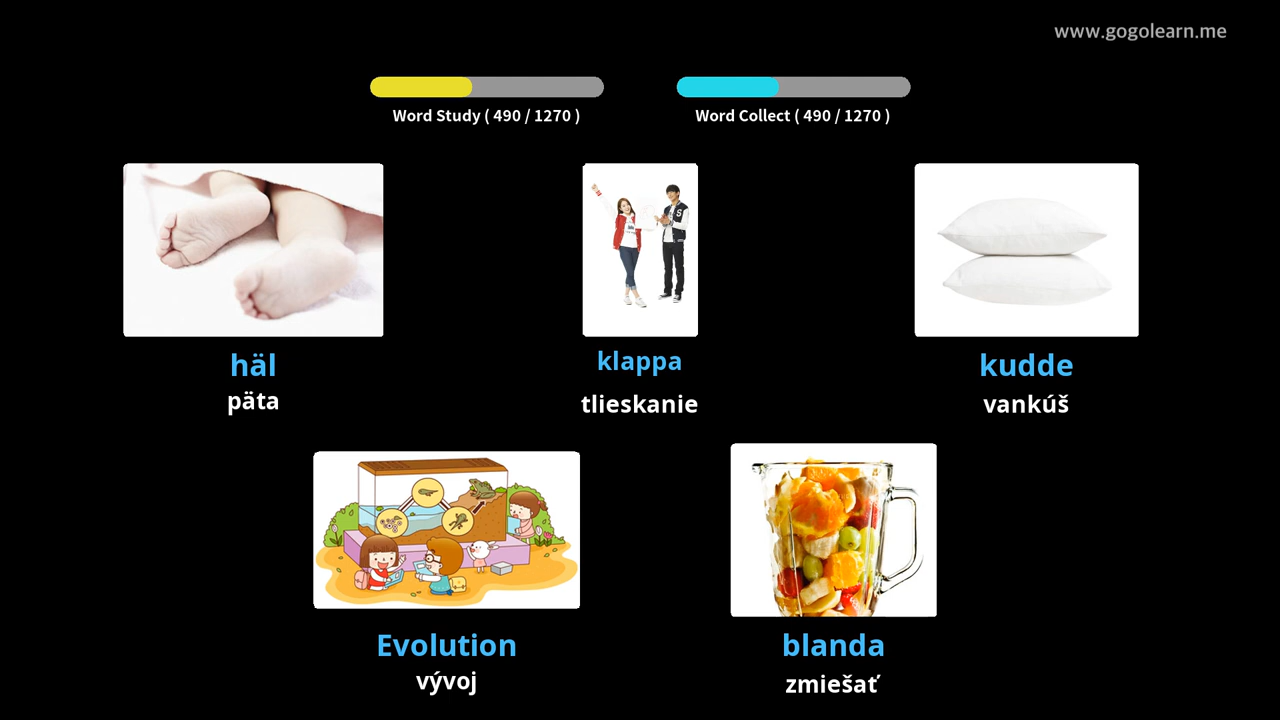 www.gogolearn.me
Word Study ( 490 / 1270 )
Word Collect ( 490 / 1270 )
häl
päta
klappa
tlieskanie
kudde
vankúš
Evolution
vývoj
blanda
zmiešať